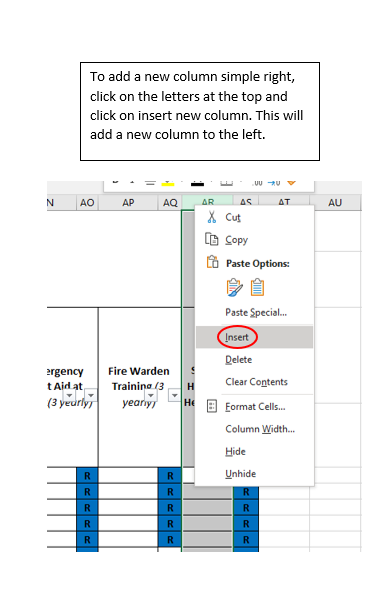 To add a new column simple right,
click on the letters at the top and
click on insert new column. This will
add a new column to the left.
.00
N AO AP AQ AR AS AT AU
Cut
Copy
Paste Options:
Paste Special...
Insert
Delete
Clear Contents
Format Cells...
Column Width...
Hide
Unhide
ergency
t Aid at
(3 yearly)
Fire Warden
Training (3
yearly)
S
H
He
R R R
R R R
R R R
R R R
R R R